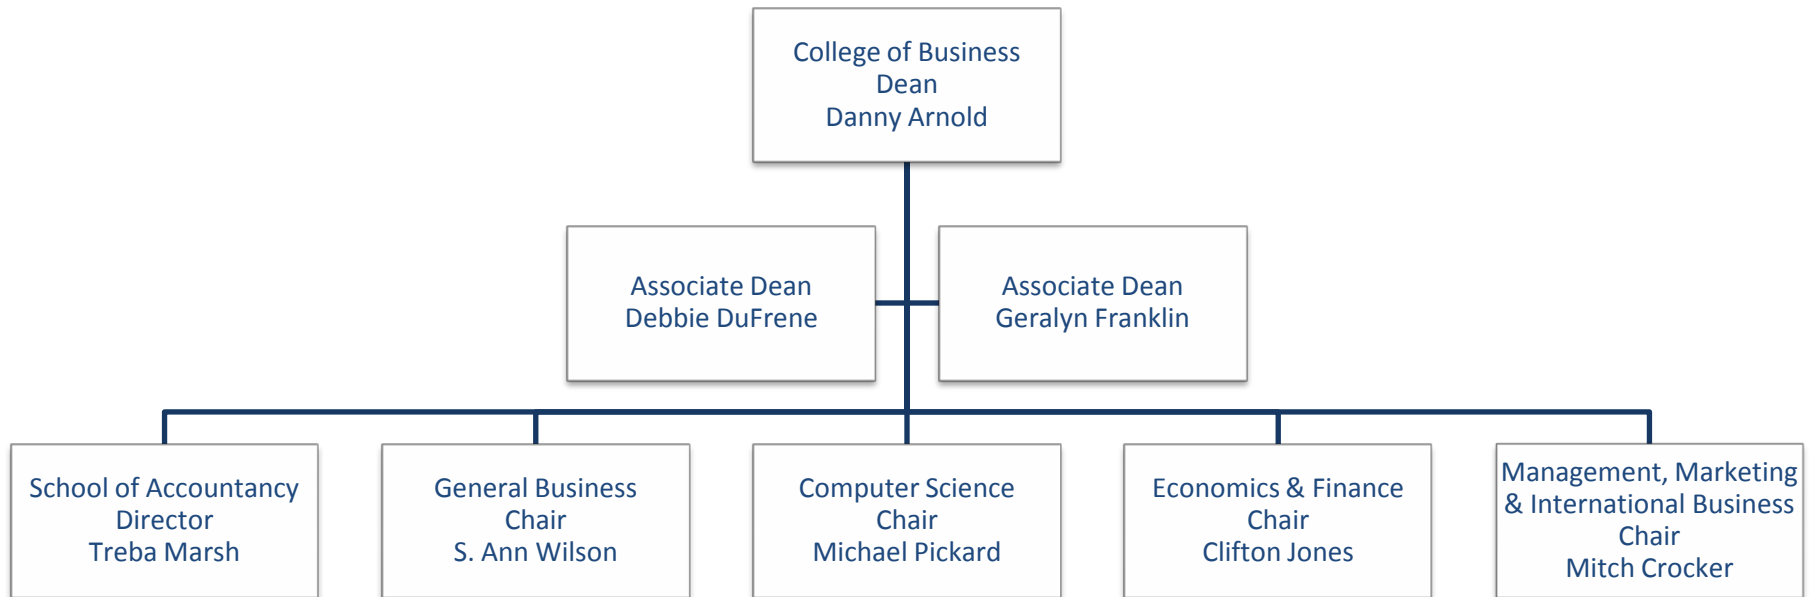 College of Business
Dean
Danny Arnold
Associate Dean
Debbie DuFrene
Associate Dean
Geralyn Franklin
School of Accountancy
Director
Treba Marsh
General Business
Chair
S. Ann Wilson
Computer Science
Chair
Michael Pickard
Economics & Finance
Chair
Clifton Jones
Management, Marketing
& International Business
Chair
Mitch Crocker